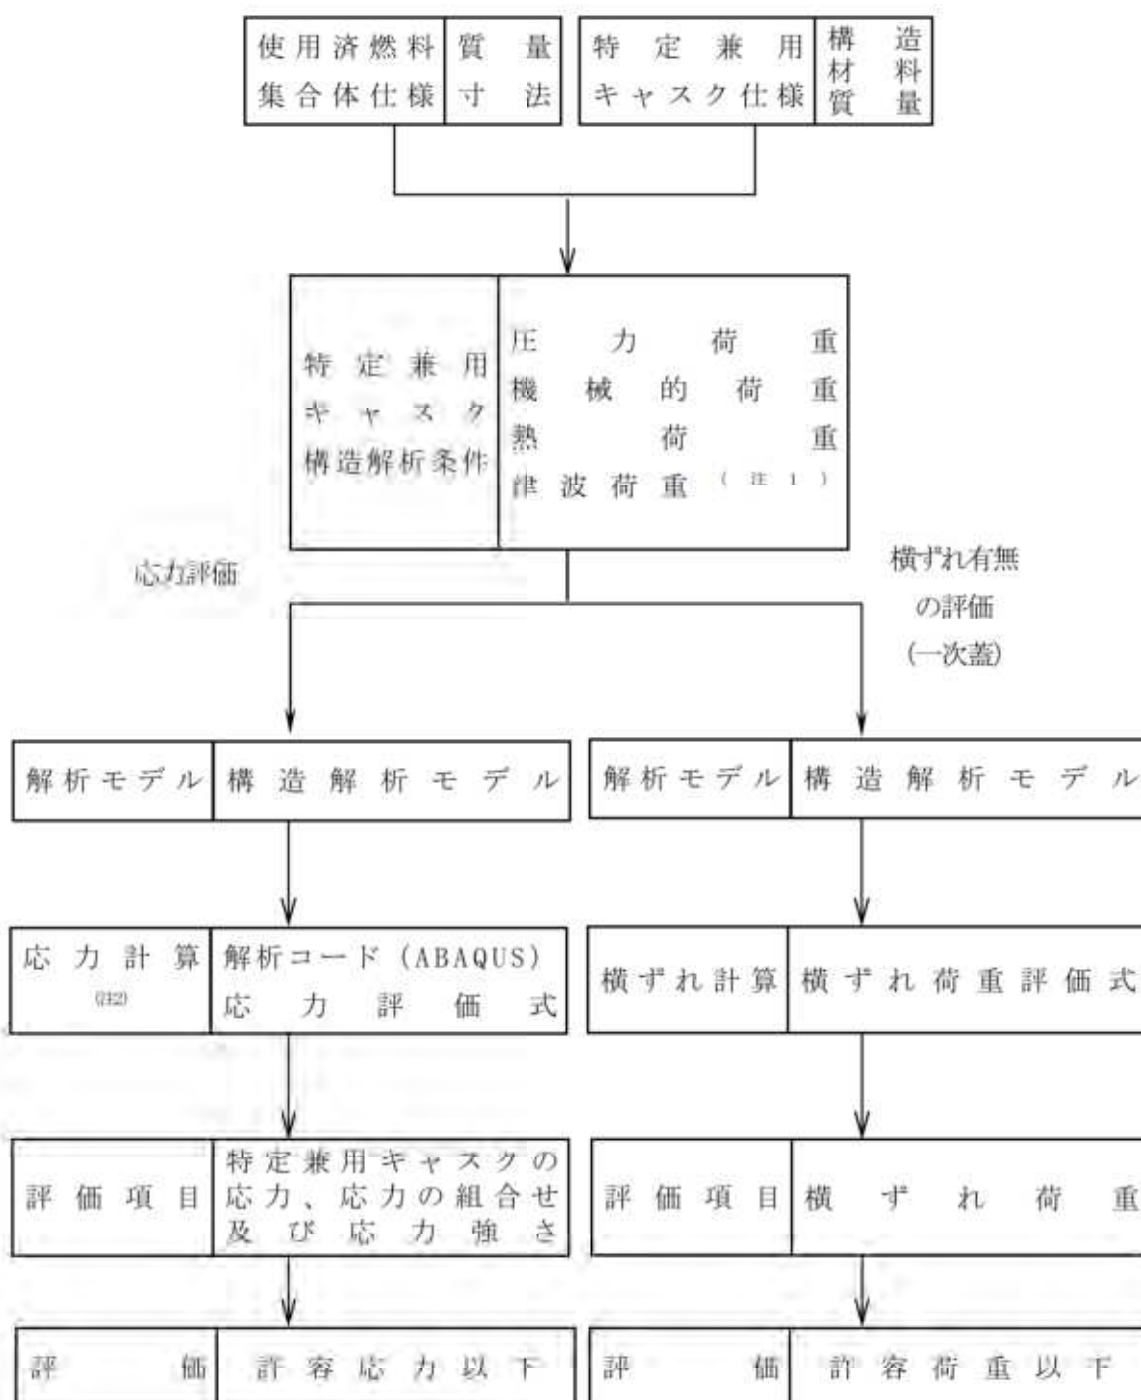 使用済燃料
集合体仕様
質量
寸法
特定兼用
キャスク仕様
構造
材料
質量
特定兼用
キャスク
構造解析条件
圧力荷重
機械的荷重
熱荷重
津波荷重（注１）
応力評価
横ずれ有無
の評価
(一次蓋)
解析モデル
構造解析モデル
解析モデル
構造解析モデル
応力計算
(注2)
解析コード（ABAQUS）
応力評価式
横ずれ計算
横ずれ荷重評価式
評価項目
特定兼用キャスクの
応力、応力の組合せ
及び応力強さ
評価項目
横ずれ荷重
評価
許容応力以下
評価
許容荷重以下